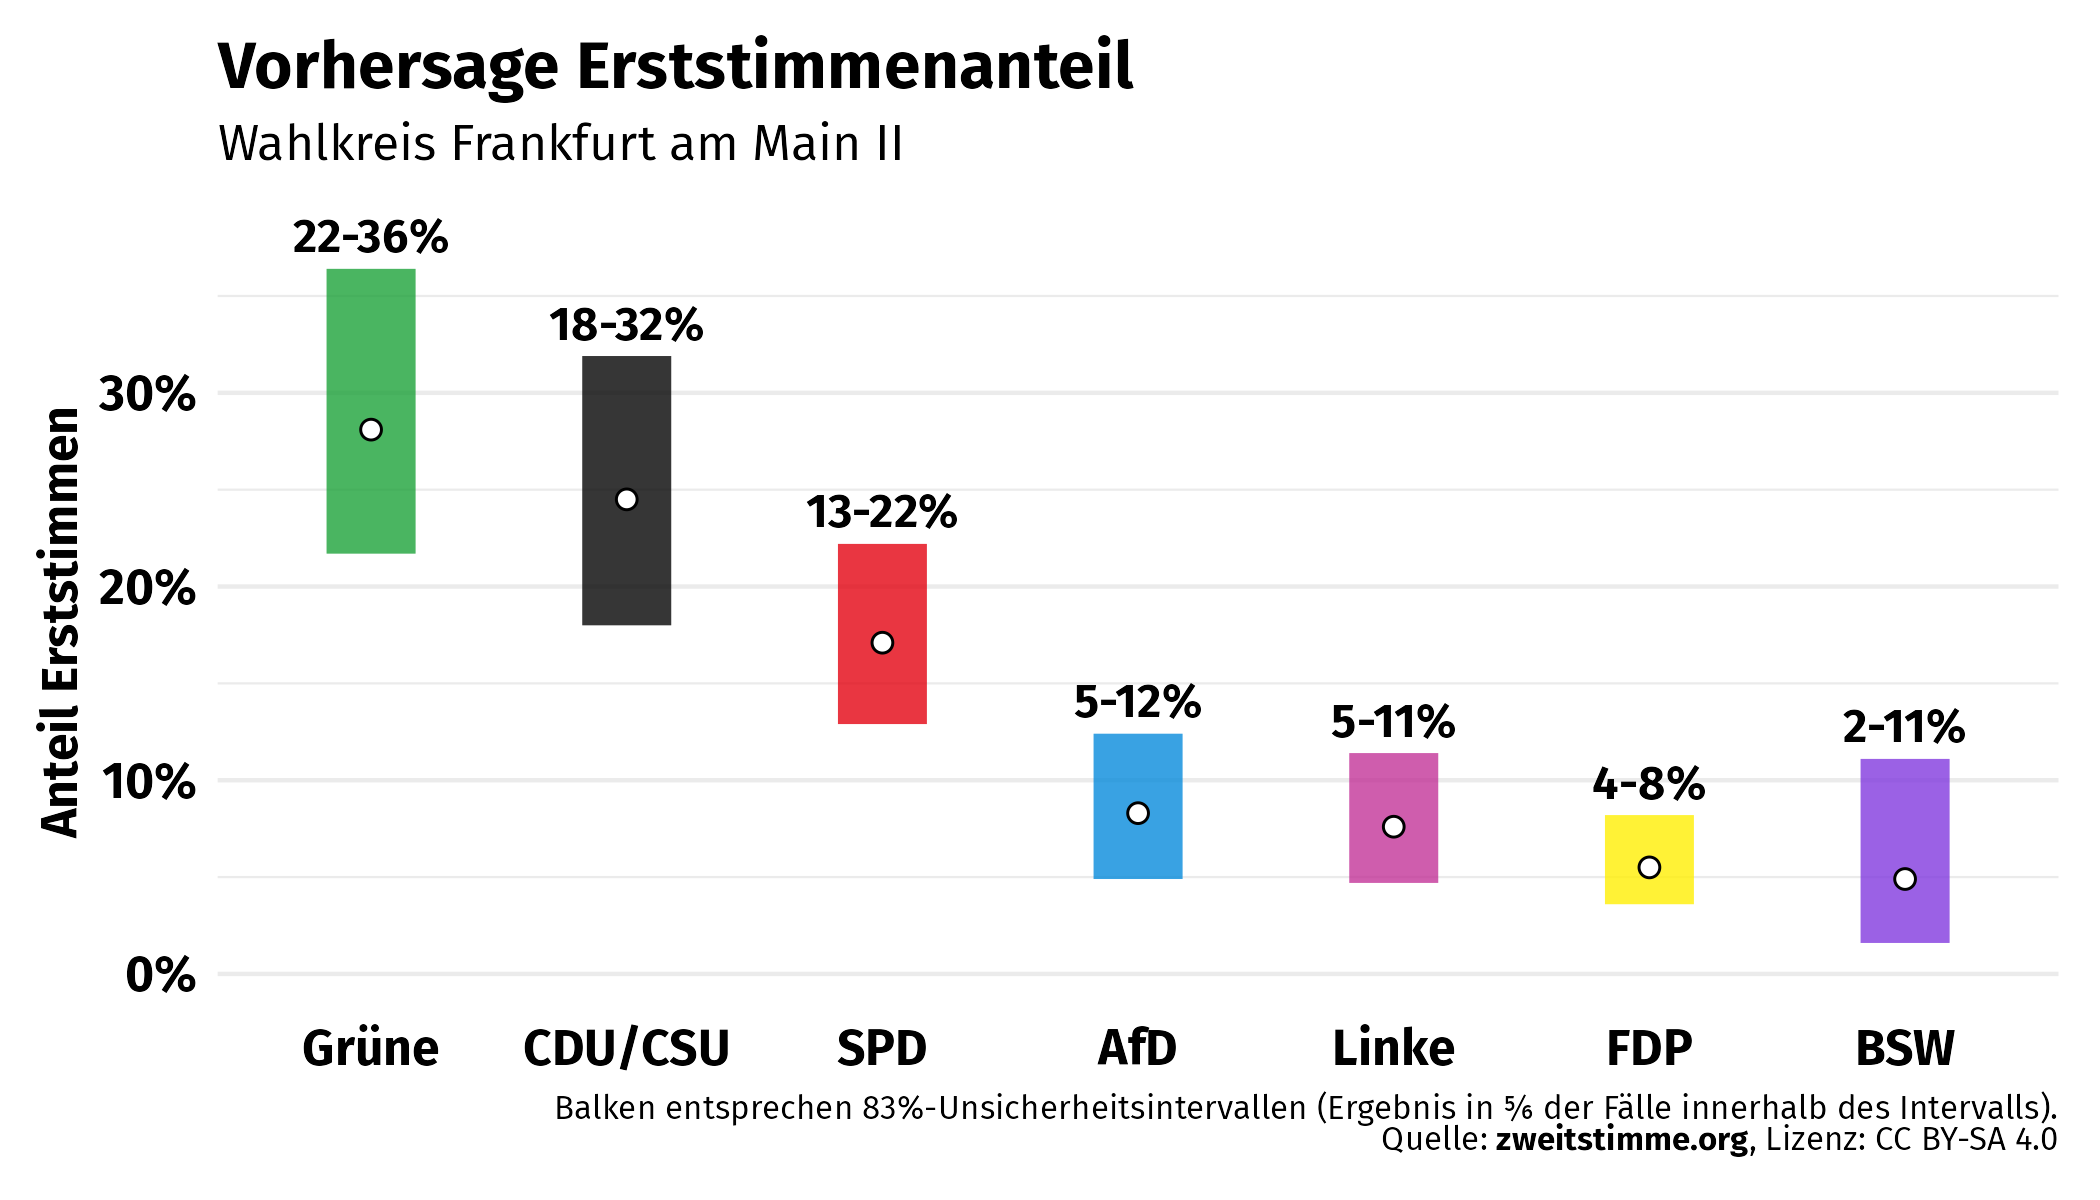 Vorhersage Erststimmenanteil
Wahlkreis Frankfurt am Main II
22-36%
18-32%
13-22%
5-12%
5-11%
4-8%
2-11%
Anteil Erststimmen
30%
20%
10%
0%
Grüne CDU/CSU SPD AfD Linke FDP BSW
Balken entsprechen 83%-Unsicherheitsintervallen (Ergebnis in ⅚ der Fälle innerhalb des Intervalls).
Quelle: zweitstimme.org, Lizenz: CC BY-SA 4.0